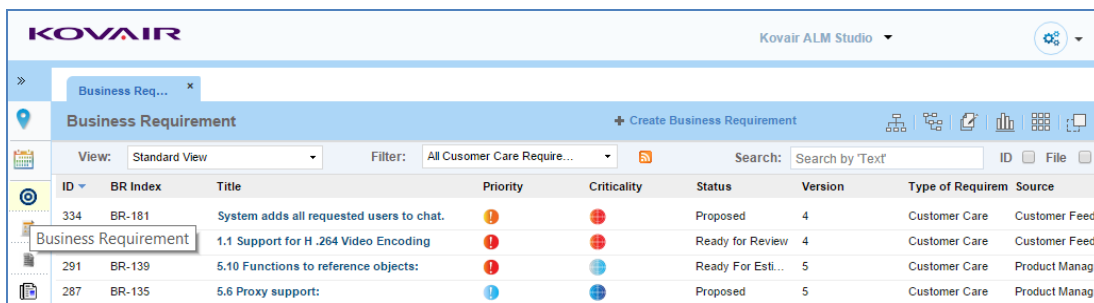 KOVAIR
Kovair ALM Studio
»
Business Req... ×
Business Requirement + Create Business Requirement
View: Standard View Filter: All Cusomer Care Require... Search: Search by 'Text' ID File
ID BR Index Title Priority Criticality Status Version Type of Requirem Source
334 BR-181 System adds all requested users to chat. Proposed 4 Customer Care Customer Feed
Business Requirement 1.1 Support for H .264 Video Encoding Ready for Review 4 Customer Care Customer Feed
291 BR-139 5.10 Functions to reference objects: Ready For Esti... 5 Customer Care Product Manag
287 BR-135 5.6 Proxy support: Proposed 5 Customer Care Product Manag